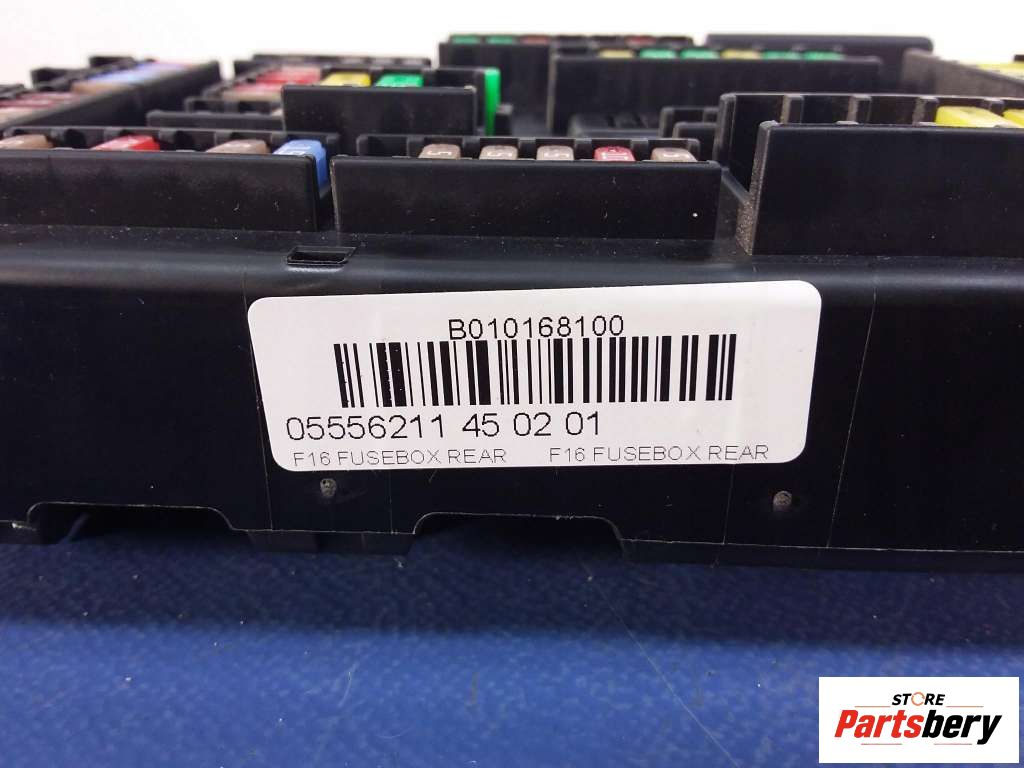 B010168100
05556211 45 02 01
F16 FUSEBOX REAR F16 FUSEBOX REAR
STORE
Partsbery